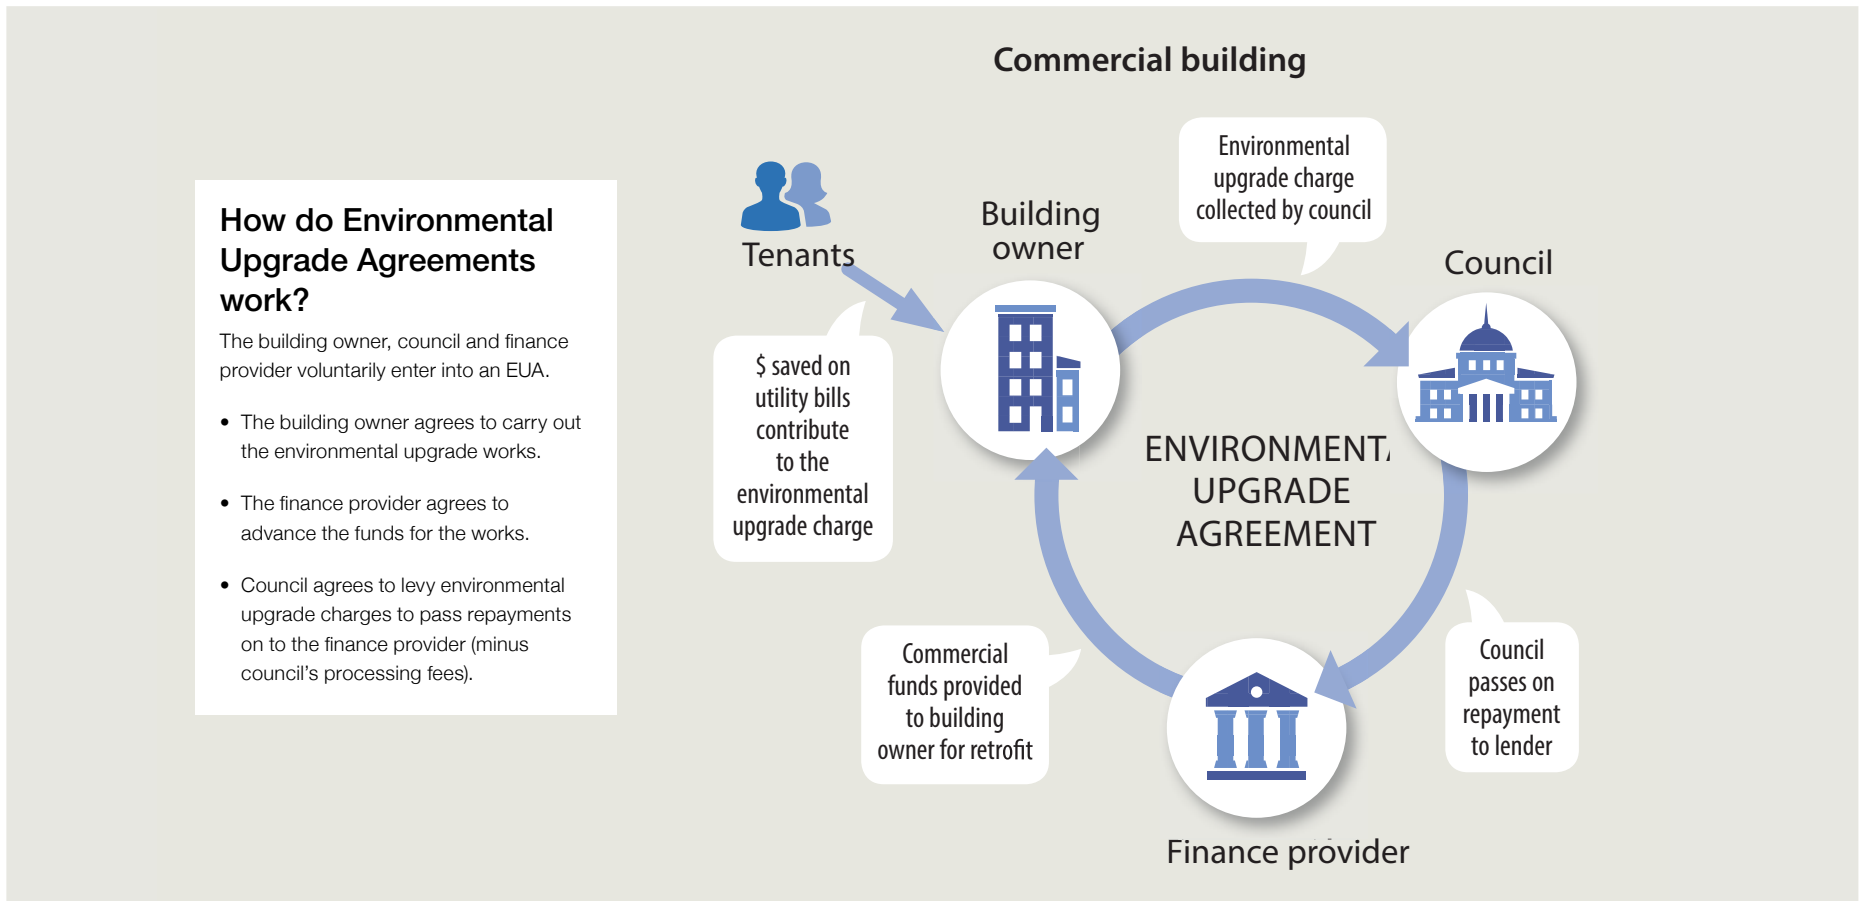 Commercial building
How do Environmental
Upgrade Agreements
work?
The building owner, council and finance
provider voluntarily enter into an EUA.
• The building owner agrees to carry out
the environmental upgrade works.
• The finance provider agrees to
advance the funds for the works.
• Council agrees to levy environmental
upgrade charges to pass repayments
on to the finance provider (minus
council's processing fees).
Tenants
$ saved on
utility bills
contribute
to the
environmental
upgrade charge
Building
owner
Environmental
upgrade charge
collected by council
Council
ENVIRONMENTA
UPGRADE
AGREEMENT
Commercial
funds provided
to building
owner for retrofit
Council
passes on
repayment
to lender
Finance provider